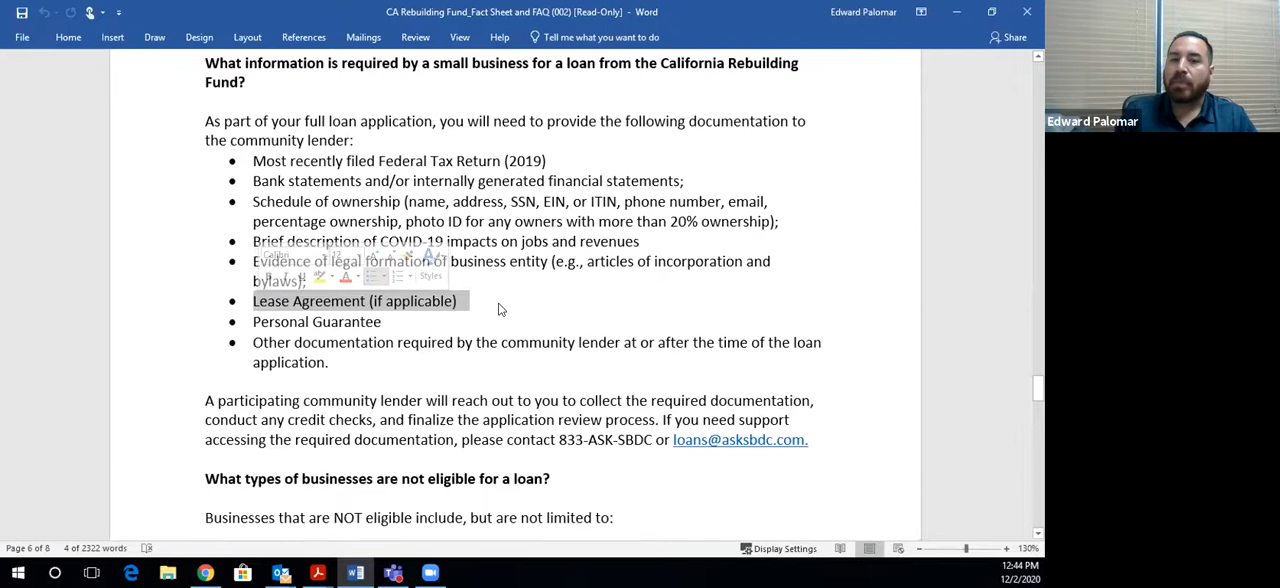 CA Rebuilding Fund_Fact Sheet and FAQ (002) [Read-Only] - Word
Edward Palomar
File Home Insert Draw Design Layout References Mailings Review View Help Tell me what you want to do Share
What information is required by a small business for a loan from the California Rebuilding
Fund?
As part of your full loan application, you will need to provide the following documentation to
the community lender:
• Most recently filed Federal Tax Return (2019)
• Bank statements and/or internally generated financial statements;
• Schedule of ownership (name, address, SSN, EIN, or ITIN, phone number, email,
percentage ownership, photo ID for any owners with more than 20% ownership);
• Brief description of COVID-19 impacts on jobs and revenues
• Evidence of legal formation of business entity (e.g., articles of incorporation and
bylaws);
• Lease Agreement (if applicable)
• Personal Guarantee
• Other documentation required by the community lender at or after the time of the loan
application.
A participating community lender will reach out to you to collect the required documentation,
conduct any credit checks, and finalize the application review process. If you need support
accessing the required documentation, please contact 833-ASK-SBDC or loans@asksbdc.com.
What types of businesses are not eligible for a loan?
Businesses that are NOT eligible include, but are not limited to:
Calibri 12
Styles
Edward Palomar
Page 6 of 8 4 of 2322 words Display Settings 130%
12:44 PM
12/2/2020